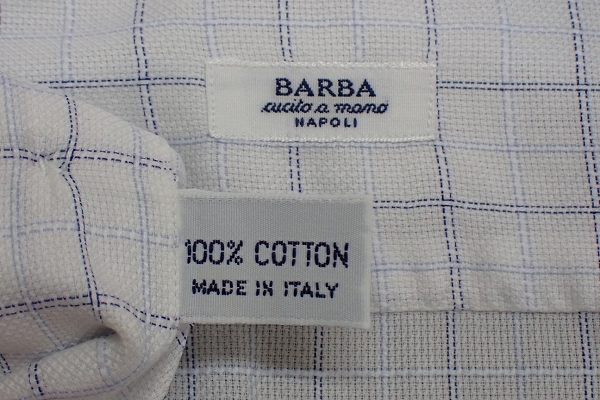 BARBA
cucito a mano
NAPOLI
100% COTTON
MADE IN ITALY